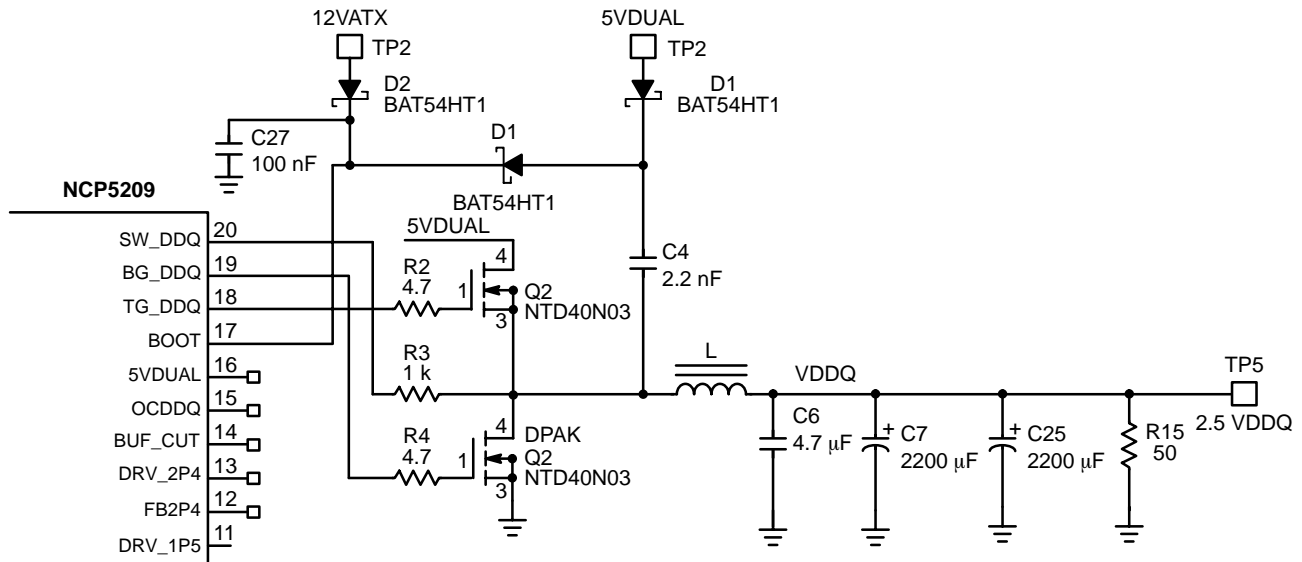 12VATX
5VDUAL
TP2
TP2
D2
BAT54HT1
D1
BAT54HT1
C27
100 nF
D1
BAT54HT1
NCP5209
5VDUAL
SW_DDQ 20
BG_DDQ 19
TG_DDQ 18
BOOT 17
5VDUAL 16
OCDDQ 15
BUF_CUT 14
DRV_2P4 13
FB2P4 12
DRV_1P5 11
R2
4.7
4
1
Q2
NTD40N03
3
C4
2.2 nF
R3
1 k
R4
4.7
4
DPAK
1
Q2
NTD40N03
3
L
VDDQ
TP5
2.5 VDDQ
C6
4.7 μF
+ C7
2200 μF
+ C25
2200 μF
R15
50